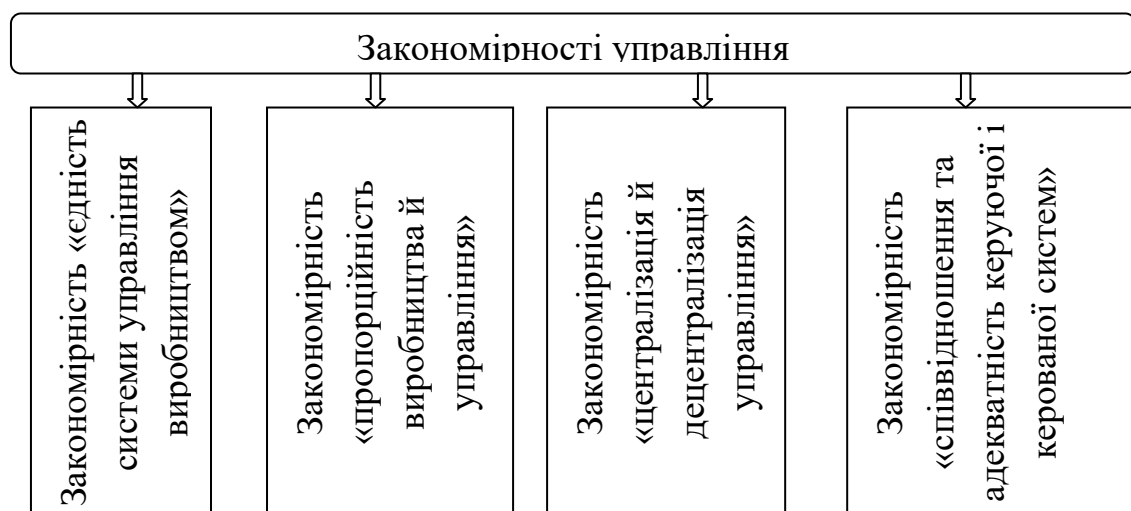 Закономірності управління
Закономірність «єдність
системи управління
виробництвом»
Закономірність
«пропорційність
виробництва й
управління»
Закономірність
«централізація й
децентралізація
управління»
Закономірність
«співвідношення та
адекватність керуючої і
керованої систем»